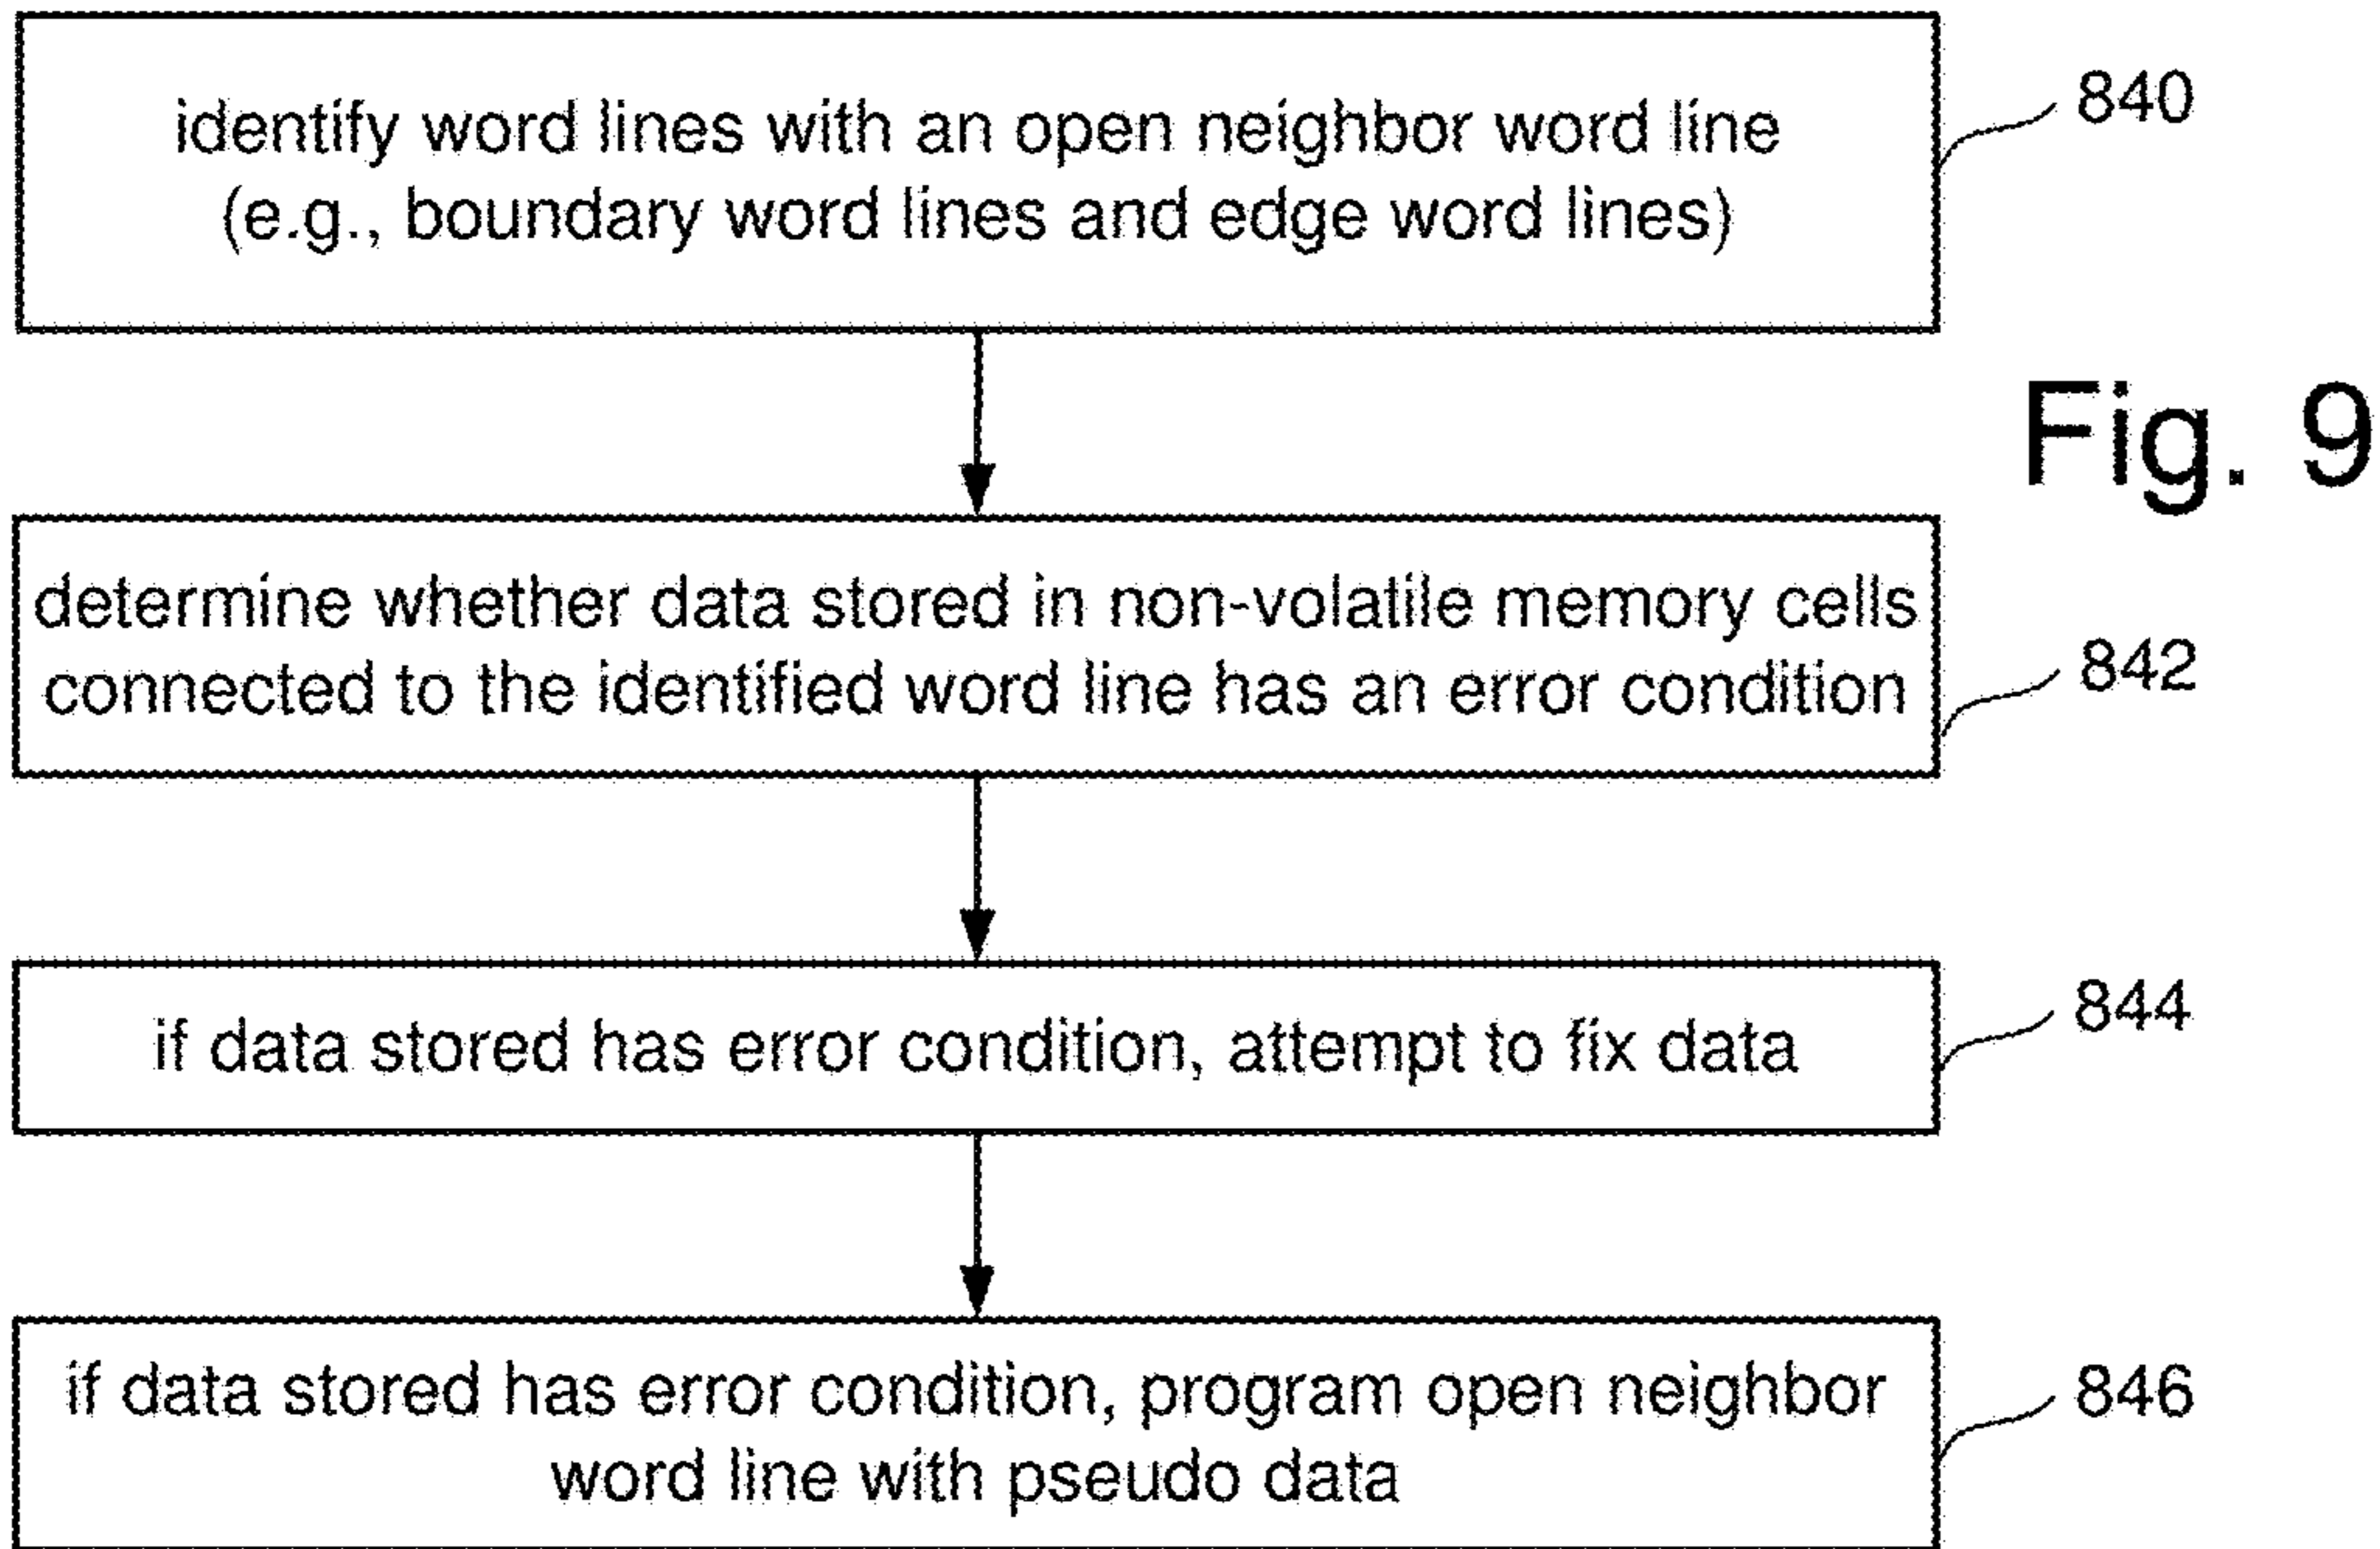 identify word lines with an open neighbor word line
(e.g., boundary word lines and edge word lines)
840
Fig. 9
determine whether data stored in non-volatile memory cells
connected to the identified word line has an error condition
842
if data stored has error condition, attempt to fix data
844
if data stored has error condition, program open neighbor
word line with pseudo data
846